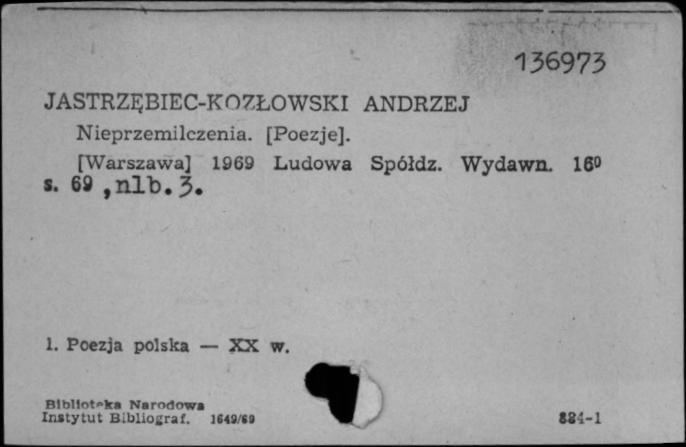 136973
JASTRZĘBIEC-KOZŁOWSKI ANDRZEJ
Nieprzemilczenia. [Poezje].
[Warszawa] 1969 Ludowa Spółdz. Wydawn. 16⁰
s. 69, nlb. 3.
1. Poezja polska — XX w.
Biblioteka Narodowa
Instytut Bibliograf. 1649/69
884-1